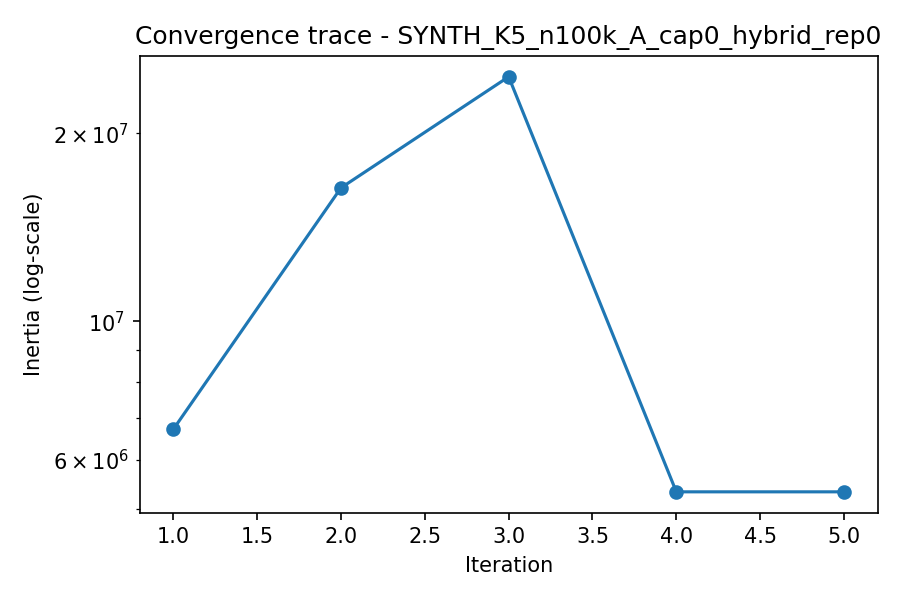 Convergence trace - SYNTH_K5_n100k_A_cap0_hybrid_rep0
Inertia (log-scale)
2 × 10⁷
10⁷
6 × 10⁶
1.0 1.5 2.0 2.5 3.0 3.5 4.0 4.5 5.0
Iteration